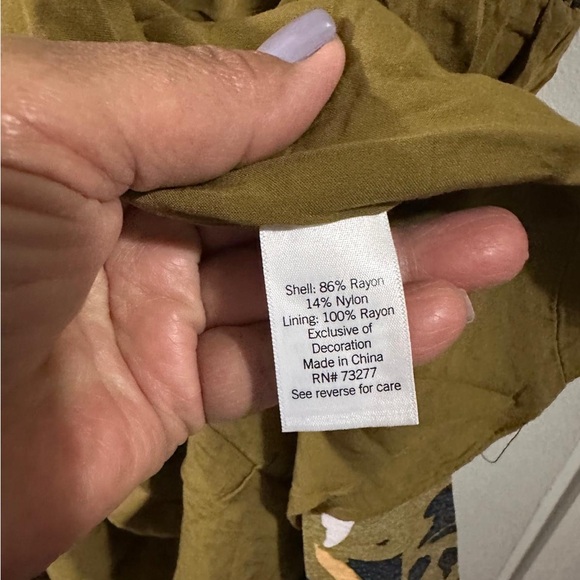 Shell: 86% Rayon
14% Nylon
Lining: 100% Rayon
Exclusive of
Decoration
Made in China
RN# 73277
See reverse for care